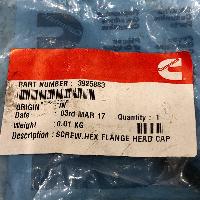 PART NUMBER : 3925883
ORIGIN : "IN"
Date : 03rd MAR 17 Quantity : 1
Weight : 0.01 KG
Description : SCREW,HEX FLANGE HEAD CAP